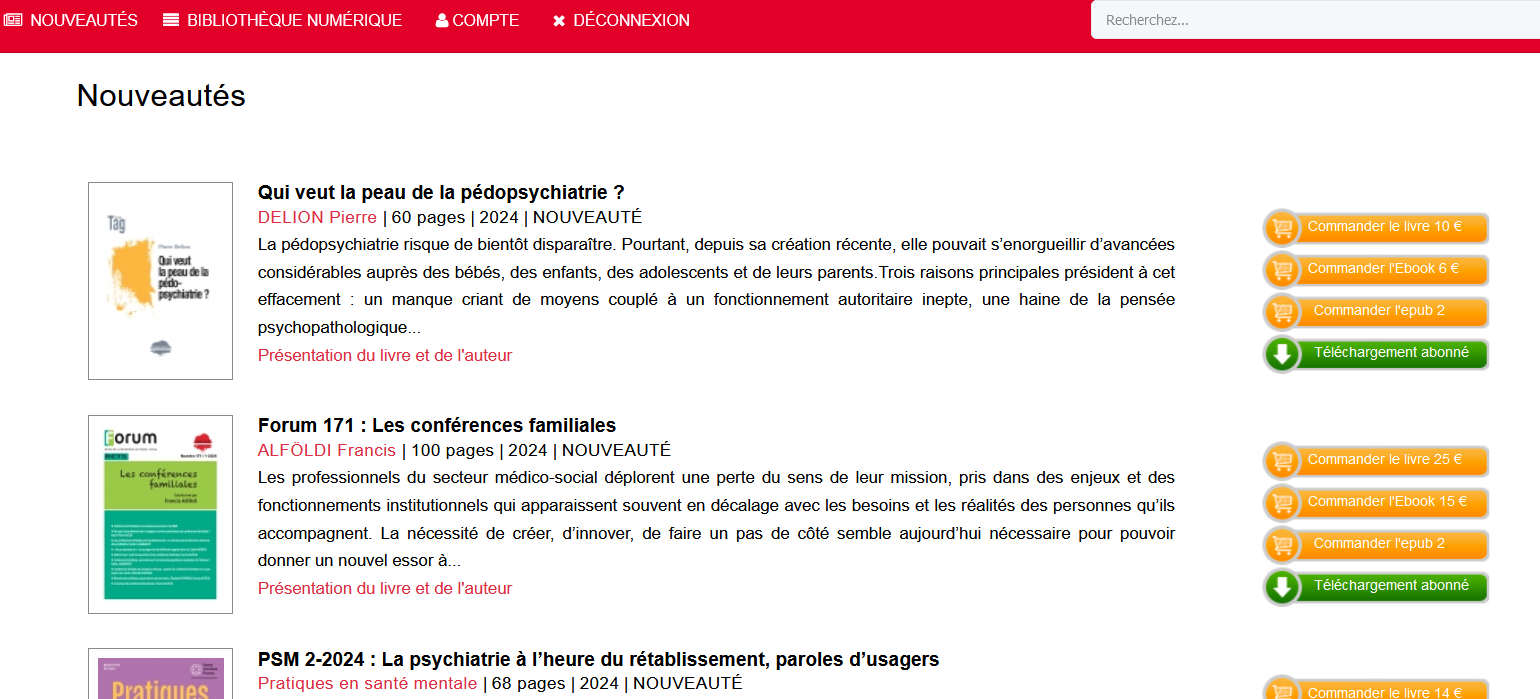 NOUVEAUTÉS BIBLIOTHÈQUE NUMÉRIQUE COMPTE DÉCONNEXION Recherchez...
Nouveautés
Tag
Pierre Delion
Qui veut
la peau de la
pédo-
psychiatrie ?
Qui veut la peau de la pédopsychiatrie ?
DELION Pierre | 60 pages | 2024 | NOUVEAUTÉ
La pédopsychiatrie risque de bientôt disparaître. Pourtant, depuis sa création récente, elle pouvait s’enorgueillir d’avancées
considérables auprès des bébés, des enfants, des adolescents et de leurs parents.Trois raisons principales président à cet
effacement : un manque criant de moyens couplé à un fonctionnement autoritaire inepte, une haine de la pensée
psychopathologique...
Présentation du livre et de l'auteur
Commander le livre 10 €
Commander l'Ebook 6 €
Commander l'epub 2
Téléchargement abonné
Forum
Les conférences
familiales
Forum 171 : Les conférences familiales
ALFÖLDI Francis | 100 pages | 2024 | NOUVEAUTÉ
Les professionnels du secteur médico-social déplorent une perte du sens de leur mission, pris dans des enjeux et des
fonctionnements institutionnels qui apparaissent souvent en décalage avec les besoins et les réalités des personnes qu’ils
accompagnent. La nécessité de créer, d’innover, de faire un pas de côté semble aujourd’hui nécessaire pour pouvoir
donner un nouvel essor à...
Présentation du livre et de l'auteur
Commander le livre 25 €
Commander l'Ebook 15 €
Commander l'epub 2
Téléchargement abonné
Pratiques
PSM 2-2024 : La psychiatrie à l’heure du rétablissement, paroles d’usagers
Pratiques en santé mentale | 68 pages | 2024 | NOUVEAUTÉ
Commander le livre 14 €